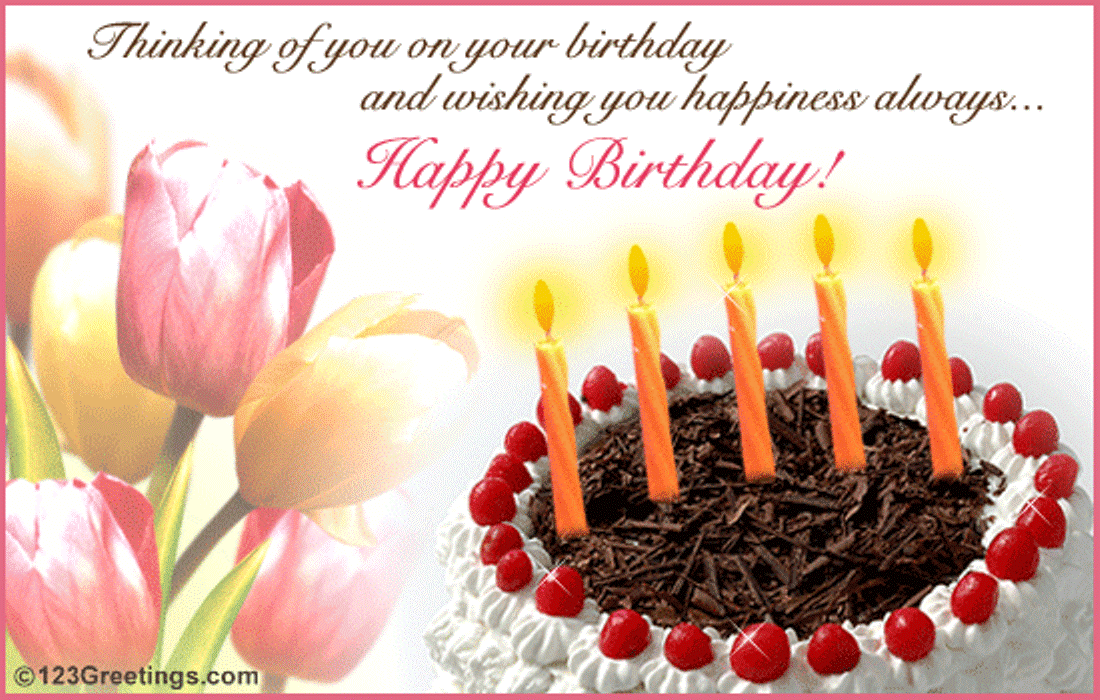 Thinking of you on your birthday
and wishing you happiness always...
Happy Birthday!
©123Greetings.com